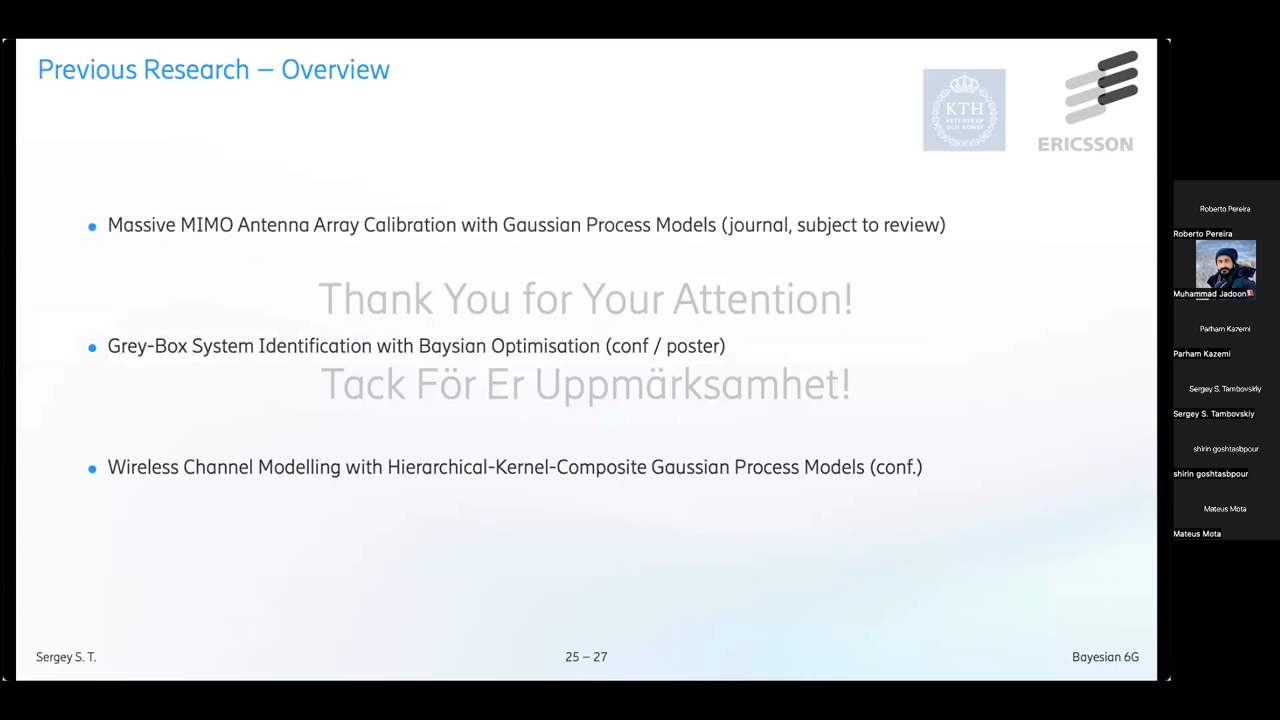 Previous Research – Overview
KTH
VETENSKAP
OCH KONST
ERICSSON
Massive MIMO Antenna Array Calibration with Gaussian Process Models (journal, subject to review)
Thank You for Your Attention!
Grey-Box System Identification with Baysian Optimisation (conf / poster)
Tack För Er Uppmärksamhet!
Wireless Channel Modelling with Hierarchical-Kernel-Composite Gaussian Process Models (conf.)
Sergey S. T.
25 – 27
Bayesian 6G
Roberto Pereira
Roberto Pereira
Muhammad Jadoon
Parham Kazemi
Parham Kazemi
Sergey S. Tambovskiy
Sergey S. Tambovskiy
shirin goshtasbpour
shirin goshtasbpour
Mateus Mota
Mateus Mota